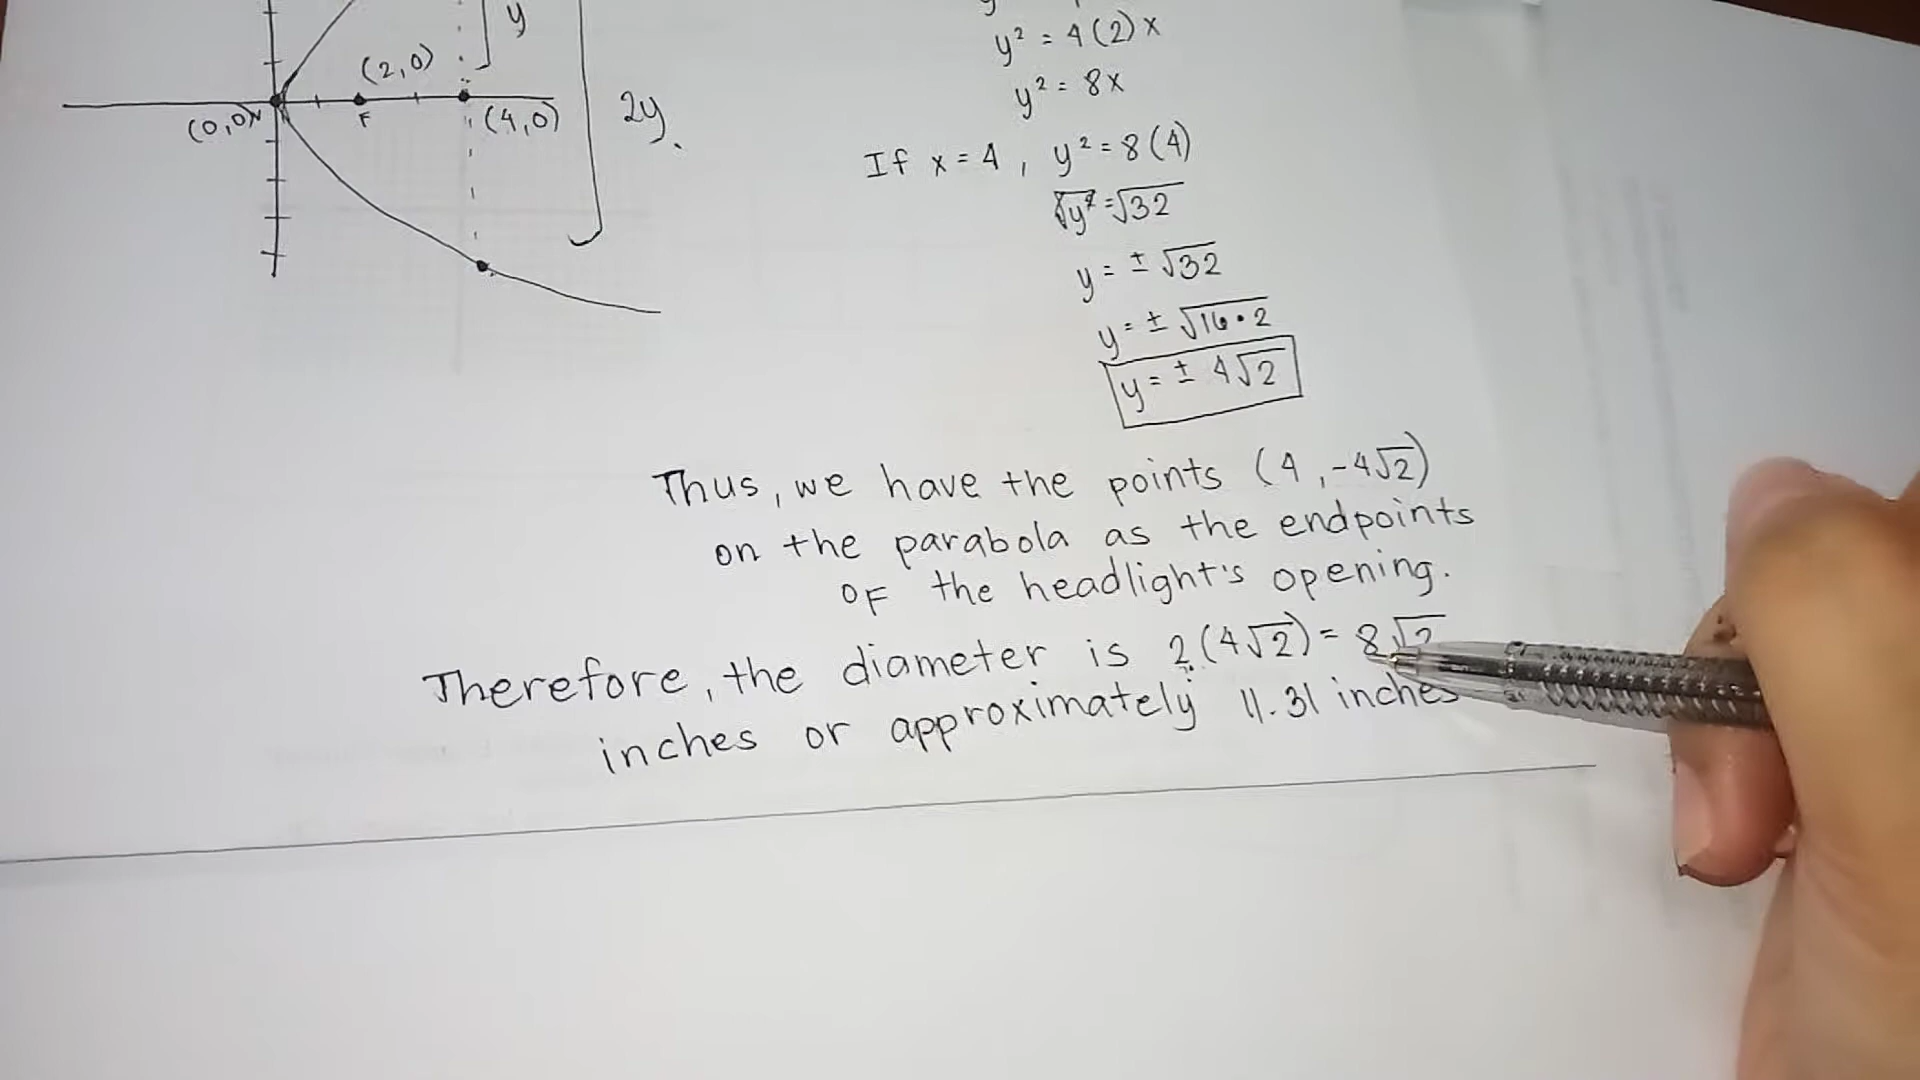 y
(2,0)
(0,0)V
F
(4,0)
2y
y² = 4(2)x
y² = 8x
If x = 4, y² = 8(4)
√y² = √32
y = ± √32
y = ± √16•2
y = ± 4√2
Thus, we have the points (4, -4√2)
on the parabola as the endpoints
OF the headlight's opening.
Therefore, the diameter is 2(4√2) = 8√2
inches or approximately 11.31 inches